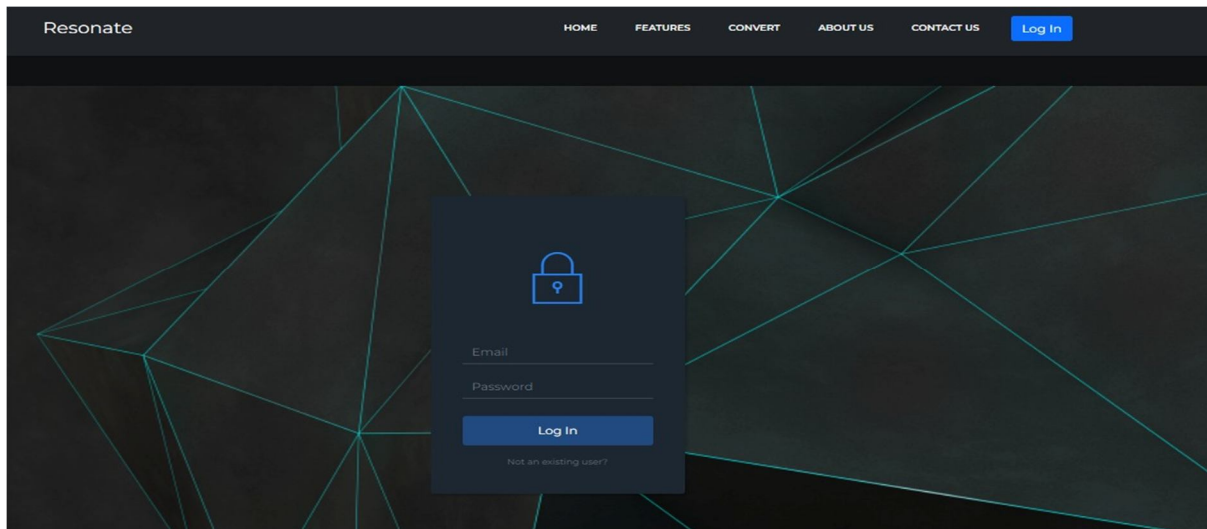 Resonate HOME FEATURES CONVERT ABOUT US CONTACT US Log In
Email
Password
Log In
Not an existing user?